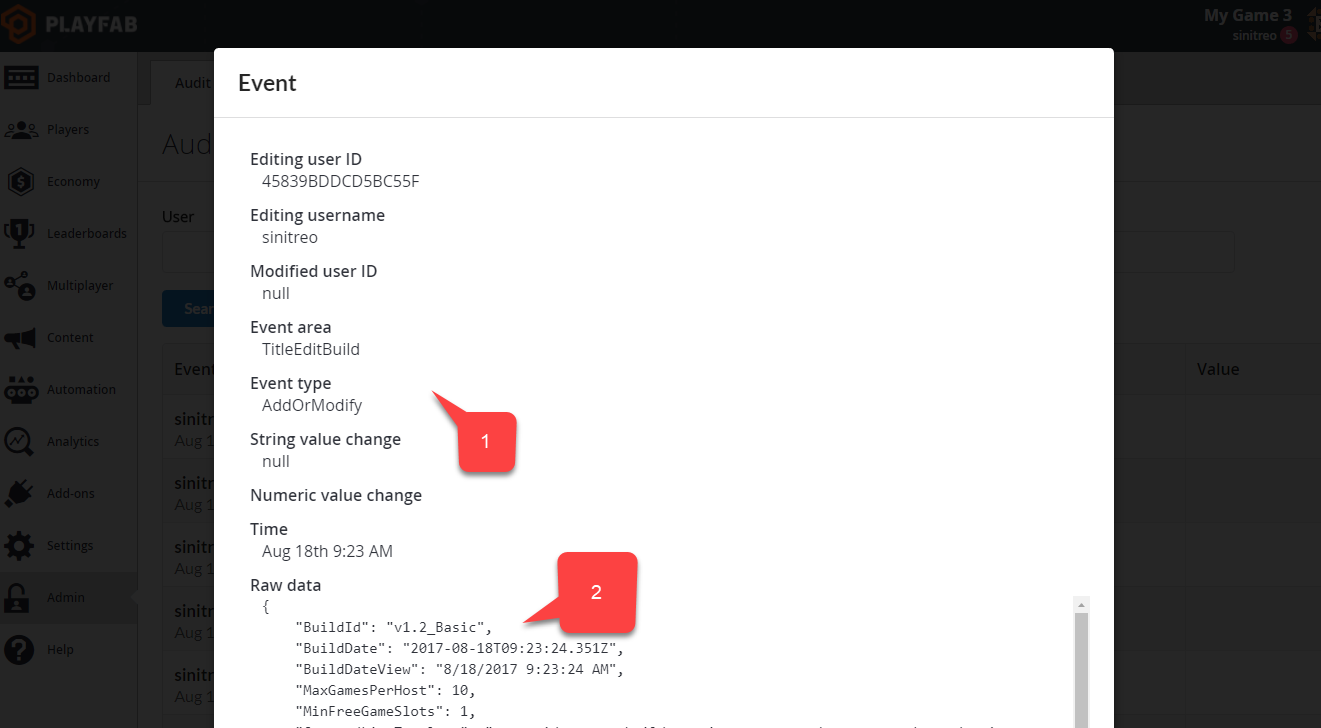 PLAYFAB
My Game 3
sinitreo 5
Dashboard
Players
Economy
Leaderboards
Multiplayer
Content
Automation
Analytics
Add-ons
Settings
Admin
Help
Audit
Aud
User
Sear
Event
Value
sinitr
Aug 1
sinitr
Aug 1
sinitr
Aug 1
sinitr
Aug 1
sinitr
Aug 1
Event
Editing user ID
45839BDDCD5BC55F
Editing username
sinitreo
Modified user ID
null
Event area
TitleEditBuild
Event type
AddOrModify
1
String value change
null
Numeric value change
Time
Aug 18th 9:23 AM
Raw data
2
{
"BuildId": "v1.2_Basic",
"BuildDate": "2017-08-18T09:23:24.351Z",
"BuildDateView": "8/18/2017 9:23:24 AM",
"MaxGamesPerHost": 10,
"MinFreeGameSlots": 1,